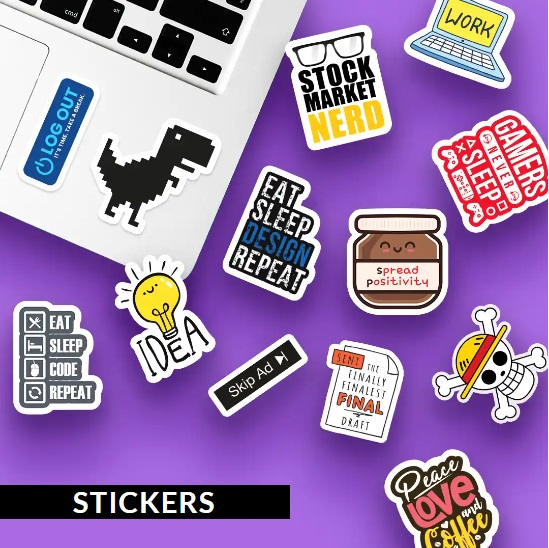 cmd
alt
WORK
STOCK
MARKET
NERD
LOG OUT
IT'S TIME. TAKE A BREAK.
GAMERS
NEVER
SLEEP
EAT
SLEEP
DESIGN
REPEAT
spread
positivity
IDEA
EAT
SLEEP
CODE
REPEAT
Skip Ad
SENT THE
FINALLY
FINALEST
FINAL
DRAFT
Peace
LOVE
and
Coffee
STICKERS